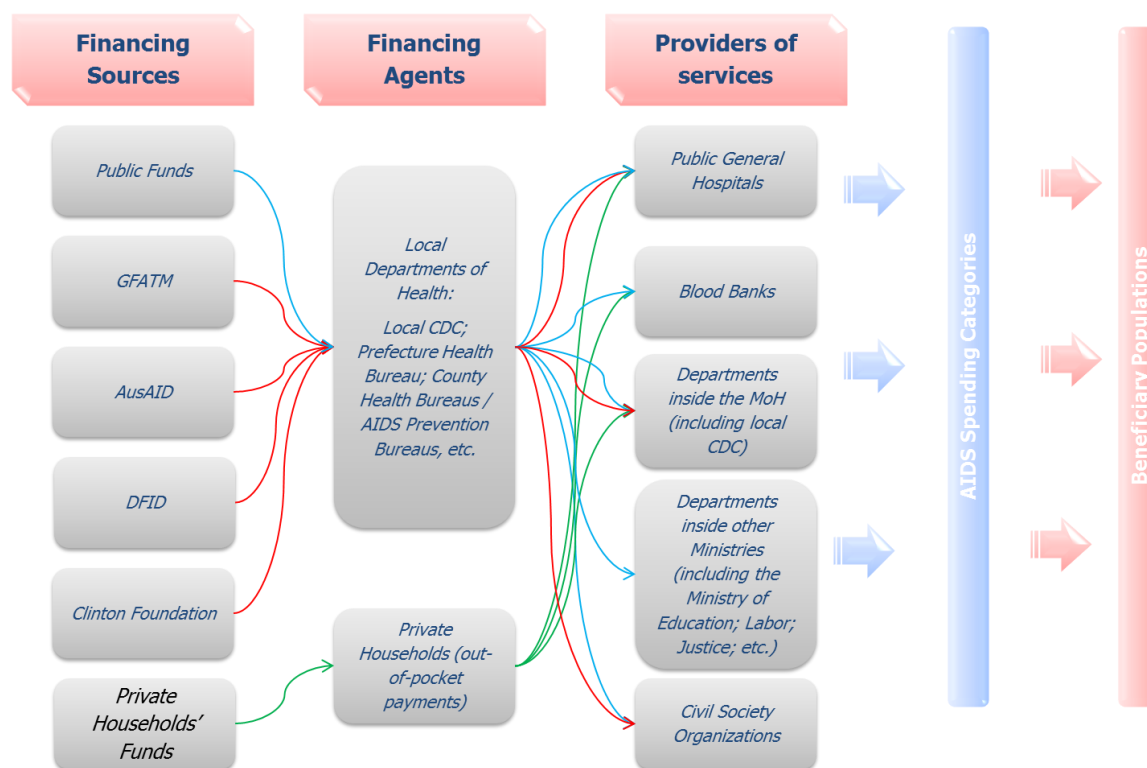 Financing
Sources
Financing
Agents
Providers of
services
Public Funds
GFATM
AusAID
DFID
Clinton Foundation
Private
Households’
Funds
Local
Departments of
Health:
Local CDC;
Prefecture Health
Bureau; County
Health Bureaus /
AIDS Prevention
Bureaus, etc.
Private
Households (out-
of-pocket
payments)
Public General
Hospitals
Blood Banks
Departments
inside the MoH
(including local
CDC)
Departments
inside other
Ministries
(including the
Ministry of
Education; Labor;
Justice; etc.)
Civil Society
Organizations
AIDS Spending Categories
Beneficiary Populations